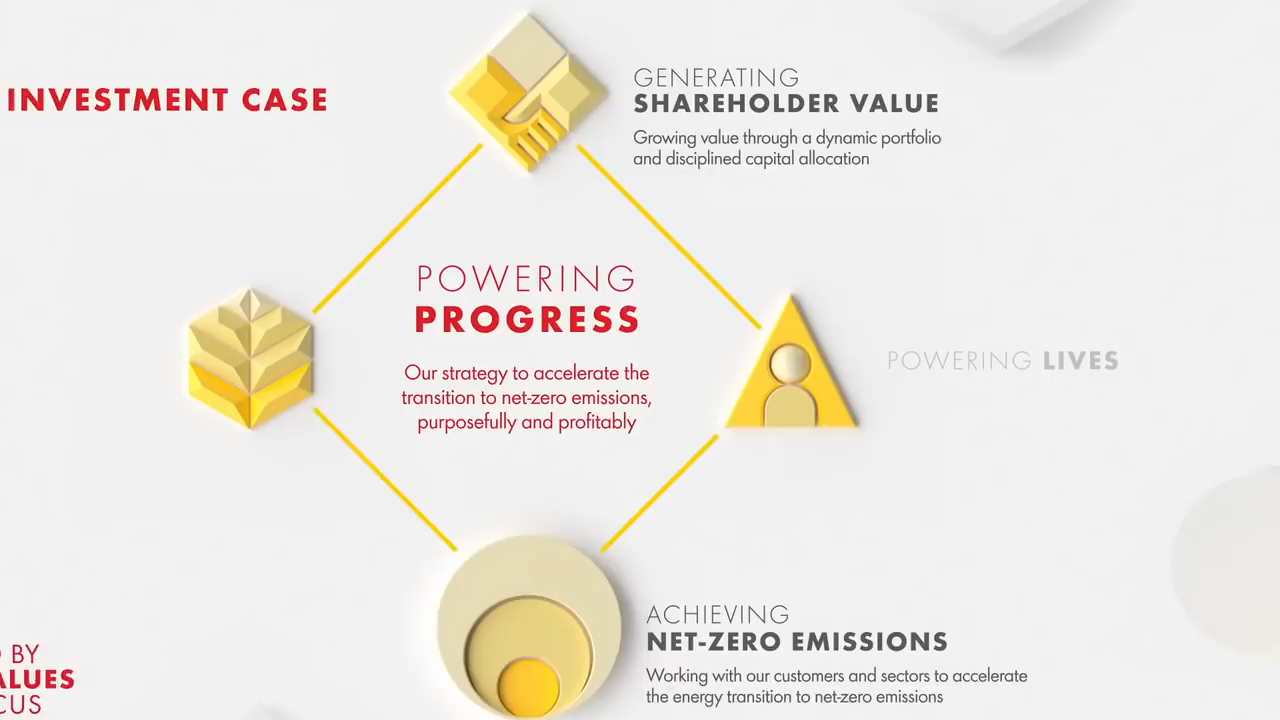 INVESTMENT CASE
GENERATING
SHAREHOLDER VALUE
Growing value through a dynamic portfolio
and disciplined capital allocation
POWERING
PROGRESS
Our strategy to accelerate the
transition to net-zero emissions,
purposefully and profitably
POWERING LIVES
ACHIEVING
NET-ZERO EMISSIONS
Working with our customers and sectors to accelerate
the energy transition to net-zero emissions
BY